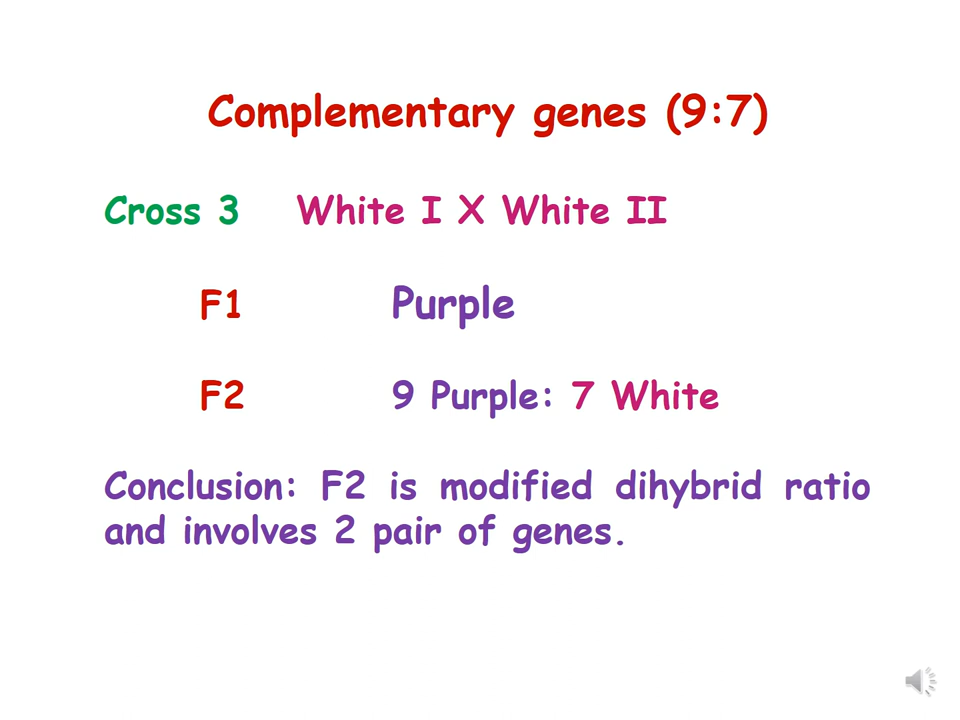 Complementary genes (9:7)
Cross 3 White I X White II
F1 Purple
F2 9 Purple: 7 White
Conclusion: F2 is modified dihybrid ratio
and involves 2 pair of genes.